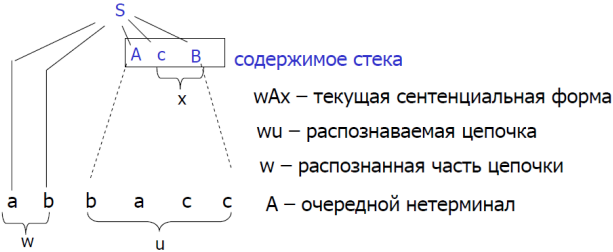 S
A c B содержимое стека
x wAx – текущая сентенциальная форма
wu – распознаваемая цепочка
w – распознанная часть цепочки
a b b a c c A – очередной нетерминал
w u